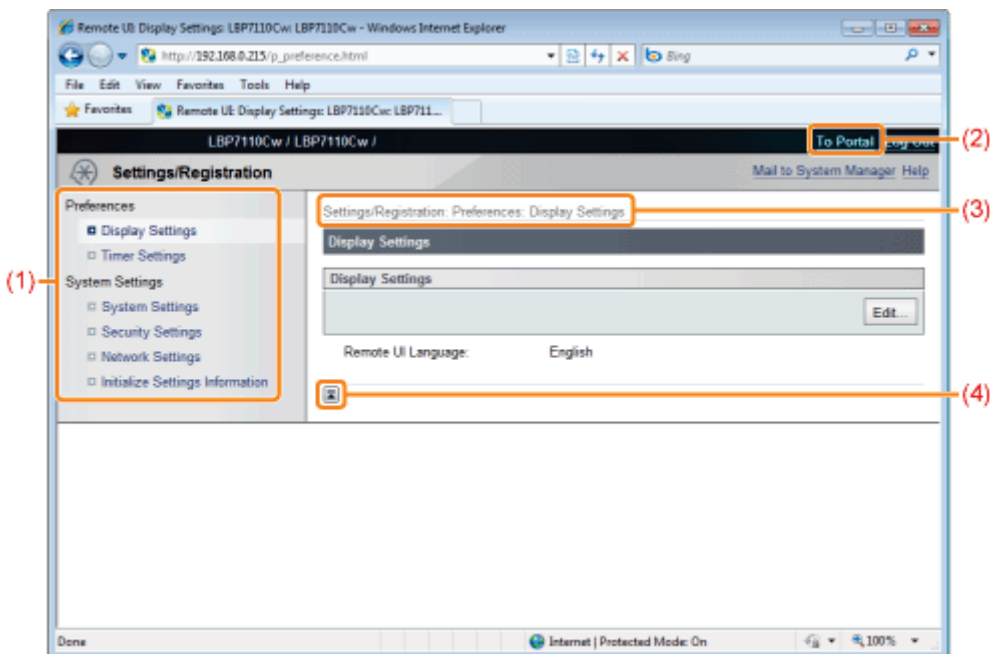 Remote UI: Display Settings: LBP7110Cw: LBP7110Cw - Windows Internet Explorer
http://192.168.0.215/p_preference.html
Bing
File Edit View Favorites Tools Help
Favorites
Remote UI: Display Settings: LBP7110Cw: LBP711...
LBP7110Cw / LBP7110Cw /
To Portal
Log Out
(2)
Settings/Registration
Mail to System Manager
Help
Preferences
Display Settings
Timer Settings
System Settings
System Settings
Security Settings
Network Settings
Initialize Settings Information
(1)
Settings/Registration: Preferences: Display Settings
(3)
Display Settings
Display Settings
Edit...
Remote UI Language: English
(4)
Done
Internet | Protected Mode: On
100%